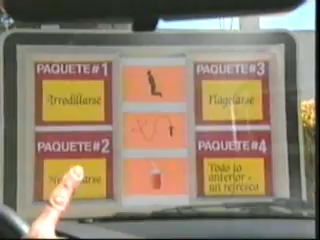 PAQUETE#1
Arrodillarse
PAQUETE#2
PAQUETE#3
Flagelarse
PAQUETE#4
Todo lo
anterior +
un refresco